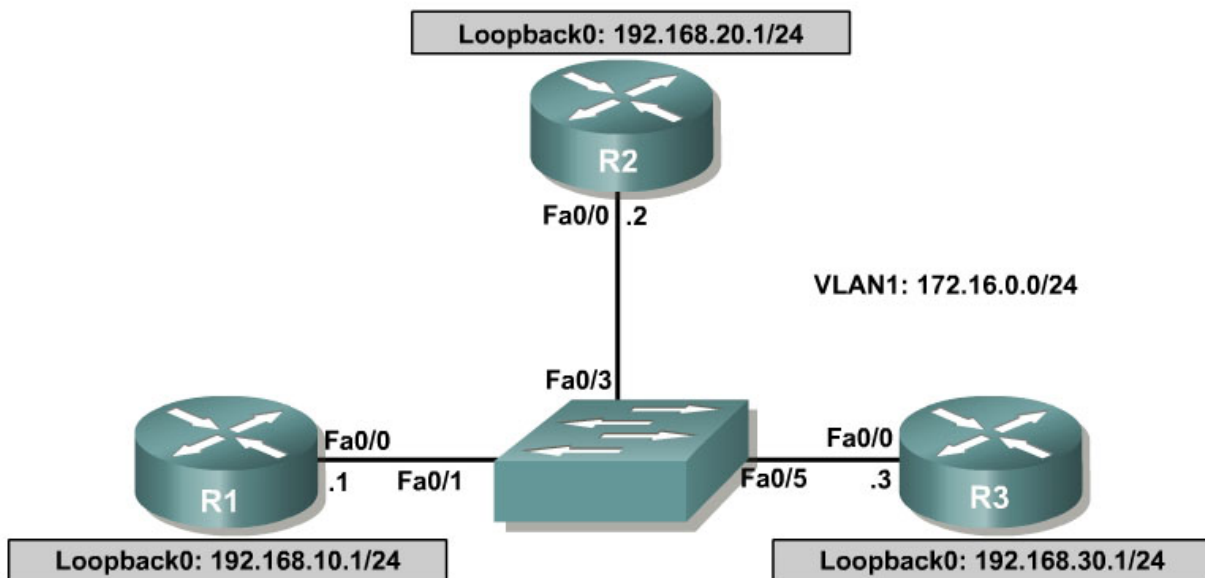 Loopback0: 192.168.20.1/24
R2
Fa0/0 .2
VLAN1: 172.16.0.0/24
Fa0/3
Fa0/0
.1
Fa0/1
R1
Fa0/0
Fa0/5
.3
R3
Loopback0: 192.168.10.1/24
Loopback0: 192.168.30.1/24